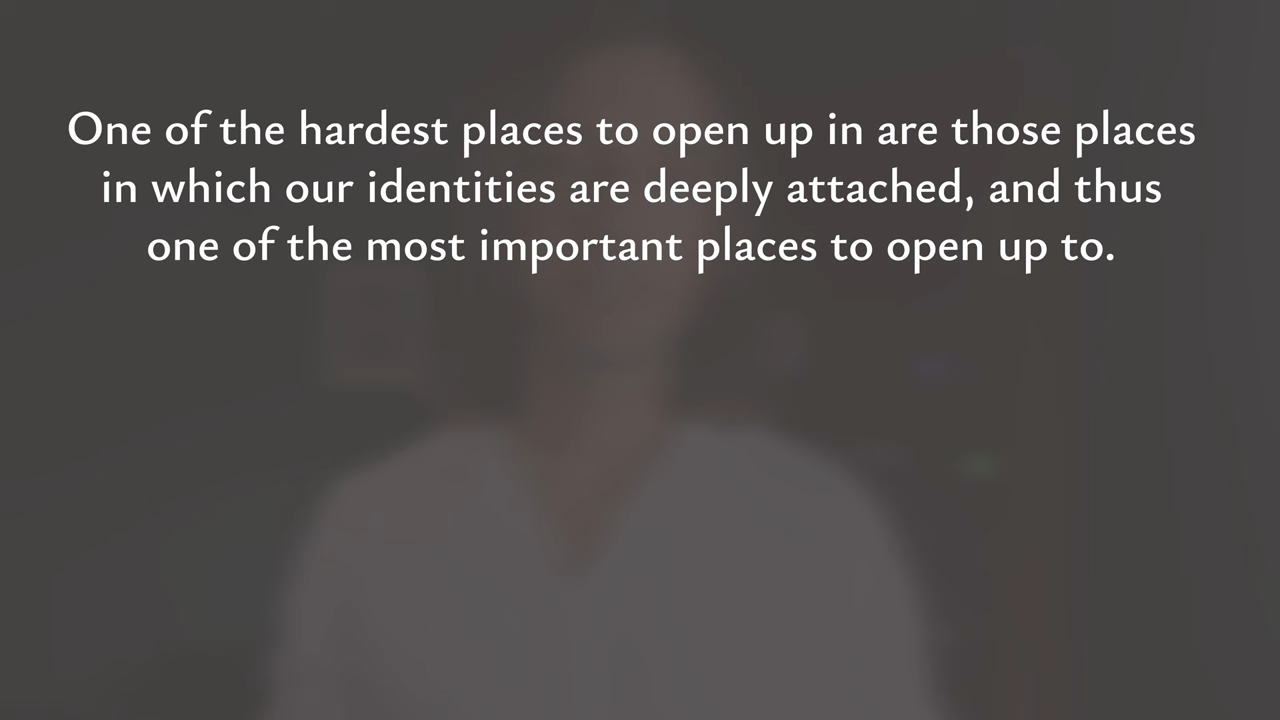 One of the hardest places to open up in are those places
in which our identities are deeply attached, and thus
one of the most important places to open up to.